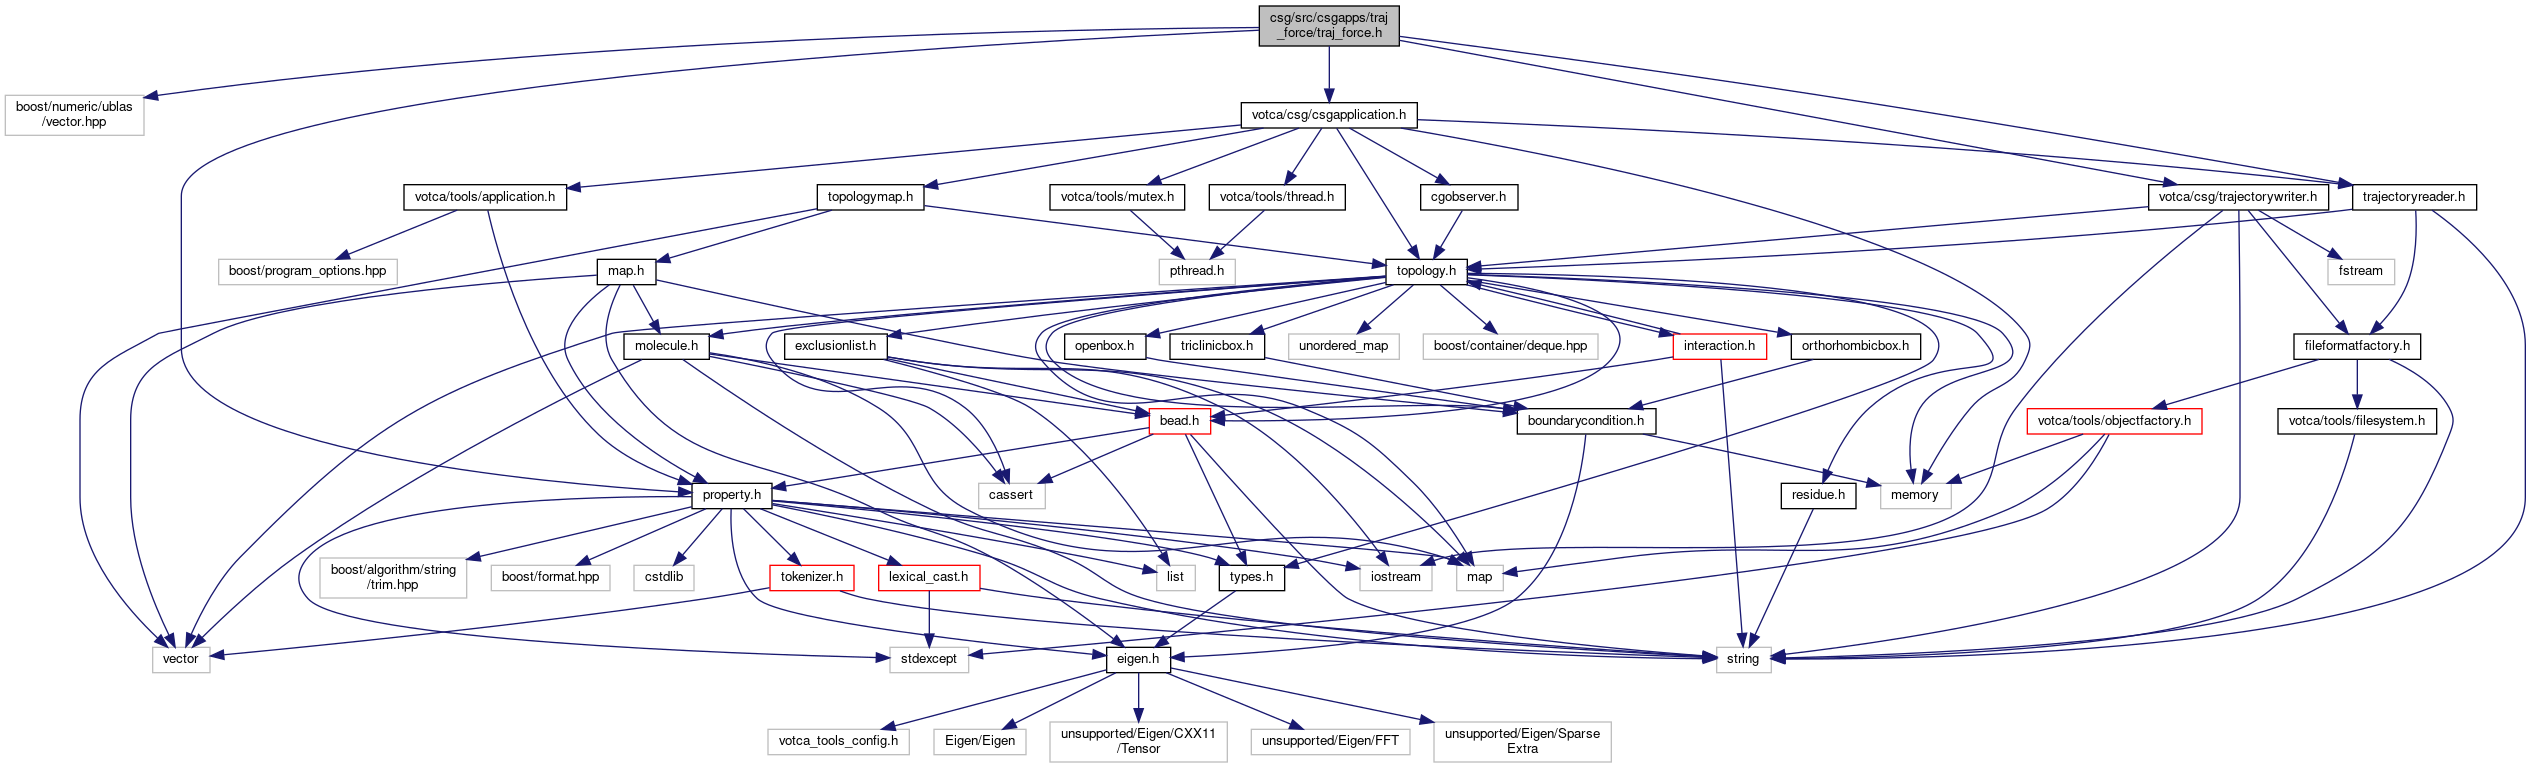 csg/src/csgapps/traj
_force/traj_force.h
boost/numeric/ublas
/vector.hpp
votca/csg/csgapplication.h
votca/tools/application.h
topologymap.h
votca/tools/mutex.h
votca/tools/thread.h
cgobserver.h
votca/csg/trajectorywriter.h
trajectoryreader.h
boost/program_options.hpp
map.h
pthread.h
topology.h
fstream
molecule.h
exclusionlist.h
openbox.h
triclinicbox.h
unordered_map
boost/container/deque.hpp
interaction.h
orthorhombicbox.h
fileformatfactory.h
bead.h
boundarycondition.h
votca/tools/objectfactory.h
votca/tools/filesystem.h
property.h
cassert
residue.h
memory
boost/algorithm/string
/trim.hpp
boost/format.hpp
cstdlib
tokenizer.h
lexical_cast.h
list
types.h
iostream
map
vector
stdexcept
eigen.h
string
votca_tools_config.h
Eigen/Eigen
unsupported/Eigen/CXX11
/Tensor
unsupported/Eigen/FFT
unsupported/Eigen/Sparse
Extra